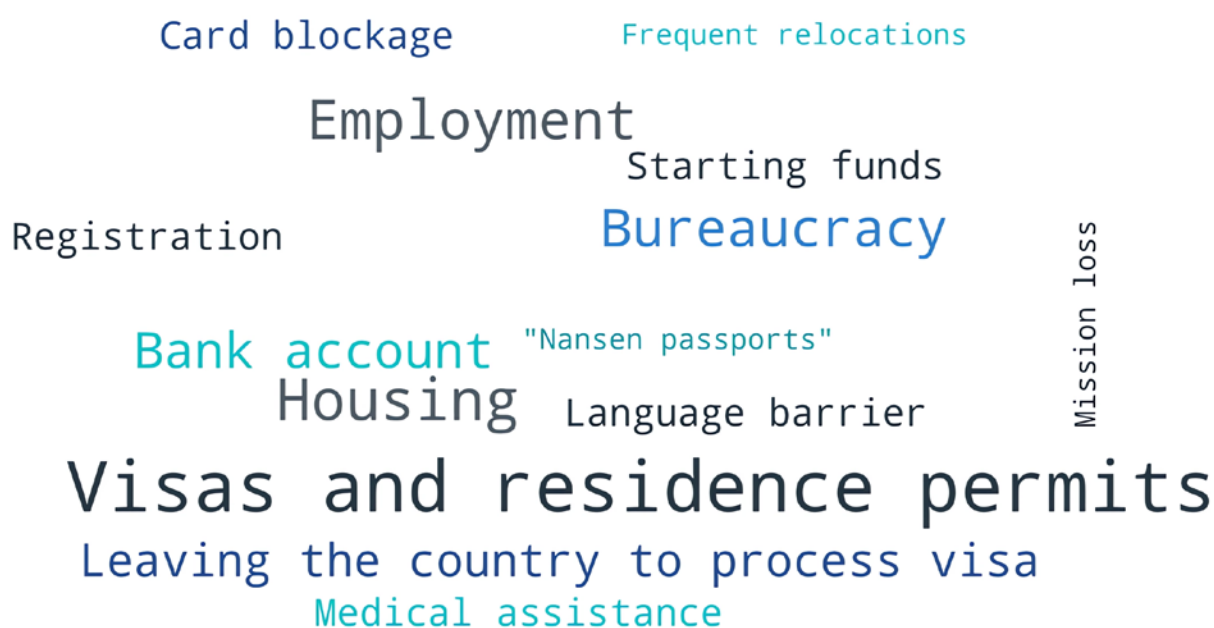 Card blockage
Frequent relocations
Employment
Starting funds
Registration
Bureaucracy
Mission loss
Bank account
"Nansen passports"
Housing
Language barrier
Visas and residence permits
Leaving the country to process visa
Medical assistance